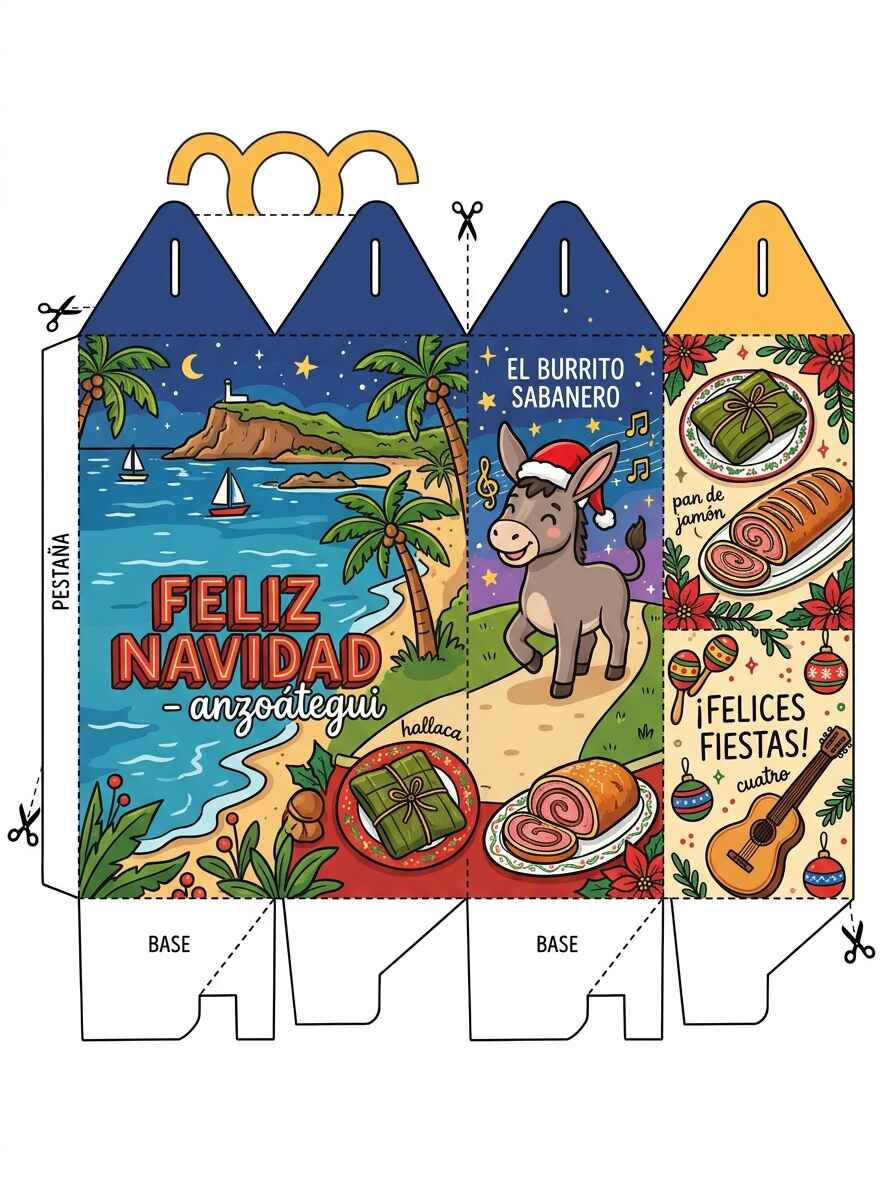 PESTAÑA
FELIZ
NAVIDAD
- anzoátegui
hallaca
EL BURRITO
SABANERO
pan de
jamón
¡FELICES
FIESTAS!
cuatro
BASE
BASE